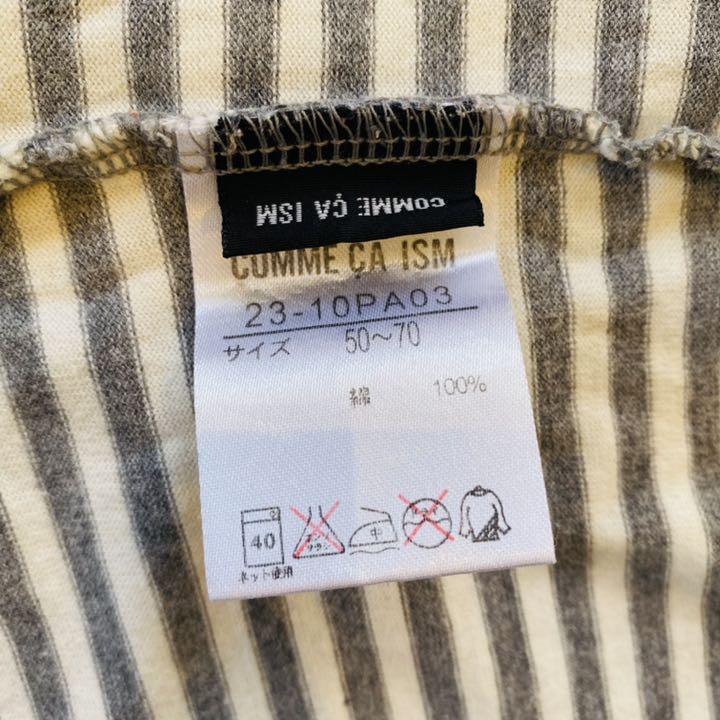 COMME ÇA ISM
COMME ÇA ISM
23-10PA03
サイズ 50～70
綿 100%
40 中
ネット使用